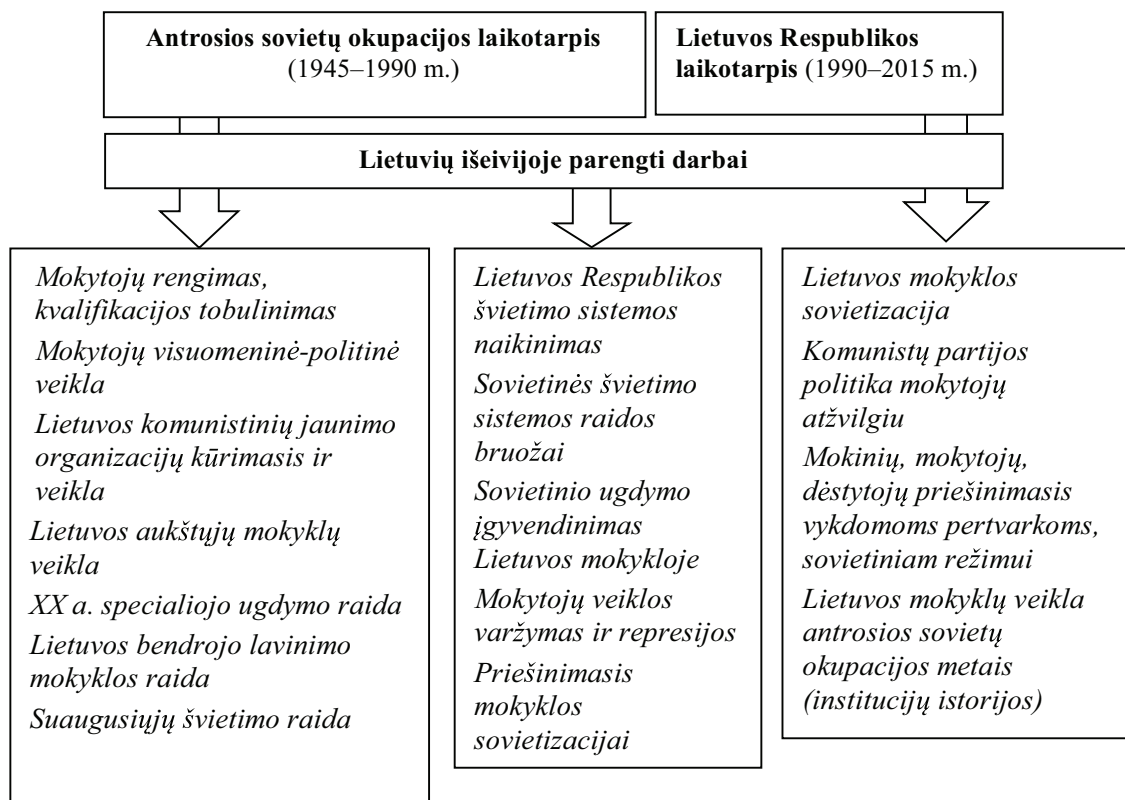 Antrosios sovietų okupacijos laikotarpis
(1945–1990 m.)
Lietuvos Respublikos
laikotarpis (1990–2015 m.)
Lietuvių išeivijoje parengti darbai
Mokytojų rengimas,
kvalifikacijos tobulinimas
Mokytojų visuomeninė-politinė
veikla
Lietuvos komunistinių jaunimo
organizacijų kūrimasis ir
veikla
Lietuvos aukštųjų mokyklų
veikla
XX a. specialiojo ugdymo raida
Lietuvos bendrojo lavinimo
mokyklos raida
Suaugusiųjų švietimo raida
Lietuvos Respublikos
švietimo sistemos
naikinimas
Sovietinės švietimo
sistemos raidos
bruožai
Sovietinio ugdymo
įgyvendinimas
Lietuvos mokykloje
Mokytojų veiklos
varžymas ir represijos
Priešinimasis
mokyklos
sovietizacijai
Lietuvos mokyklos
sovietizacija
Komunistų partijos
politika mokytojų
atžvilgiu
Mokinių, mokytojų,
dėstytojų priešinimasis
vykdomoms pertvarkoms,
sovietiniam režimui
Lietuvos mokyklų veikla
antrosios sovietų
okupacijos metais
(institucijų istorijos)